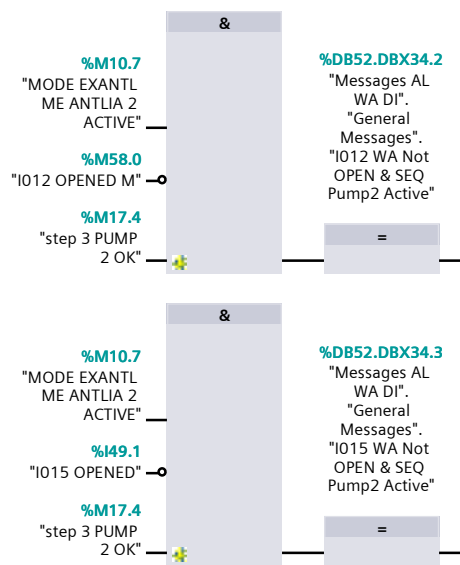 &
%M10.7
"MODE EXANTL
ME ANTLIA 2
ACTIVE"
%M58.0
"I012 OPENED M"
%M17.4
"step 3 PUMP
2 OK"
%DB52.DBX34.2
"Messages AL
WA DI".
"General
Messages".
"I012 WA Not
OPEN & SEQ
Pump2 Active"
=
&
%M10.7
"MODE EXANTL
ME ANTLIA 2
ACTIVE"
%I49.1
"I015 OPENED"
%M17.4
"step 3 PUMP
2 OK"
%DB52.DBX34.3
"Messages AL
WA DI".
"General
Messages".
"I015 WA Not
OPEN & SEQ
Pump2 Active"
=